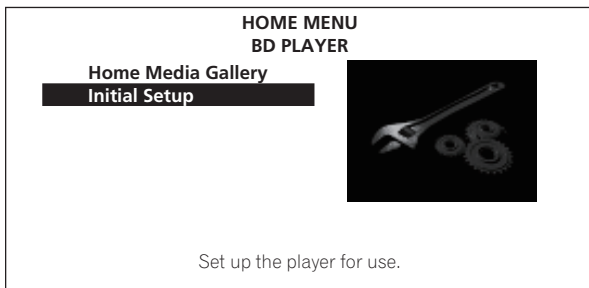 HOME MENU
BD PLAYER
Home Media Gallery
Initial Setup
Set up the player for use.